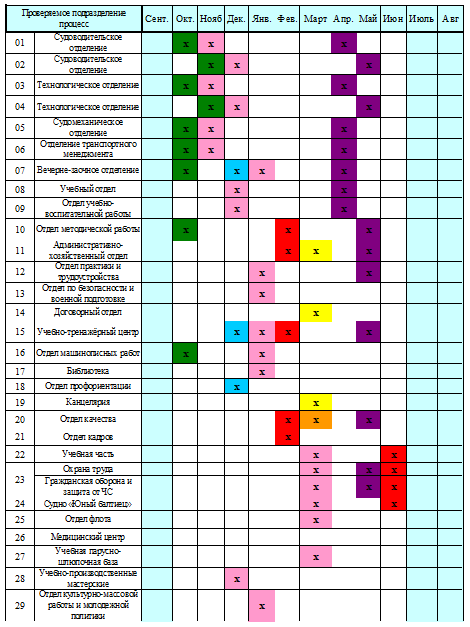 Проверяемое подразделение процесс Сент. Окт. Нояб Дек. Янв. Фев. Март Апр. Май Июн Июль Авг
01 Судоводительское отделение x x x
02 Судоводительское отделение x x x
03 Технологическое отделение x x x
04 Технологическое отделение x x x
05 Судомеханическое отделение x x x
06 Отделение транспортного менеджмента x x x
07 Вечерне-заочное отделение x x x x
08 Учебный отдел x x
09 Отдел учебно-воспитательной работы x x
10 Отдел методической работы x x x
11 Административно-хозяйственный отдел x x x
12 Отдел практики и трудоустройства x x
13 Отдел по безопасности и военной подготовке x
14 Договорный отдел x
15 Учебно-тренажёрный центр x x x x
16 Отдел машинописных работ x x
17 Библиотека x
18 Отдел профориентации x
19 Канцелярия x
20 Отдел качества x x x
21 Отдел кадров x
22 Учебная часть x x
23 Охрана труда x x x
Гражданская оборона и защита от ЧС x x x
24 Судно «Юный балтиец» x x
25 Отдел флота x
26 Медицинский центр
27 Учебная парусно-шлюпочная база x
28 Учебно-производственные мастерские x
29 Отдел культурно-массовой работы и молодежной политики x